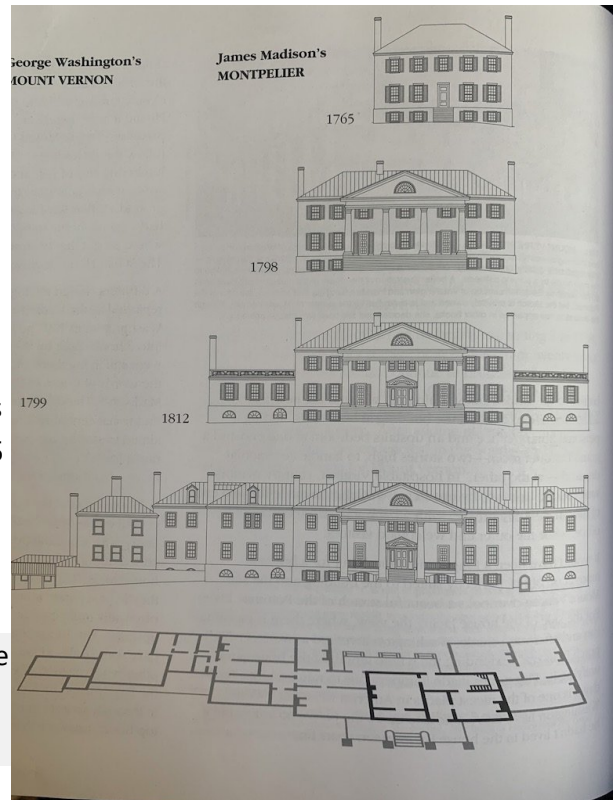 George Washington's
MOUNT VERNON
James Madison's
MONTPELIER
1765
1798
1799
1812